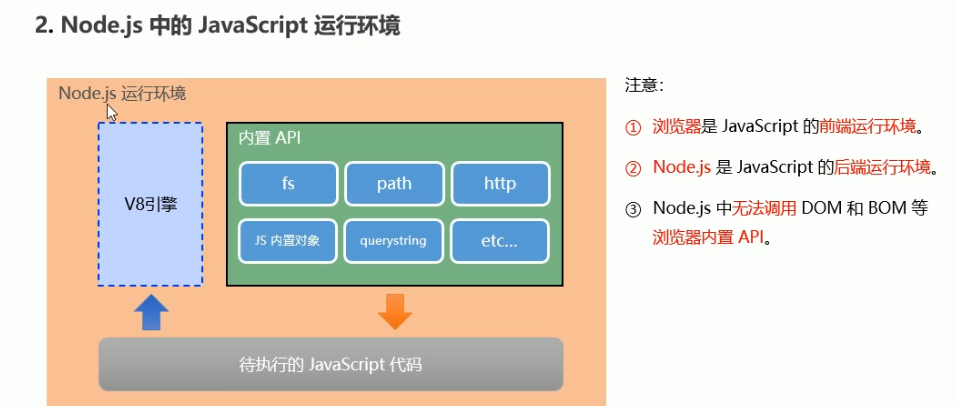 2. Node.js 中的 JavaScript 运行环境
Node.js 运行环境
V8引擎
内置 API
fs
path
http
JS 内置对象
querystring
etc...
待执行的 JavaScript 代码
注意：
① 浏览器是 JavaScript 的前端运行环境。
② Node.js 是 JavaScript 的后端运行环境。
③ Node.js 中无法调用 DOM 和 BOM 等
浏览器内置 API。